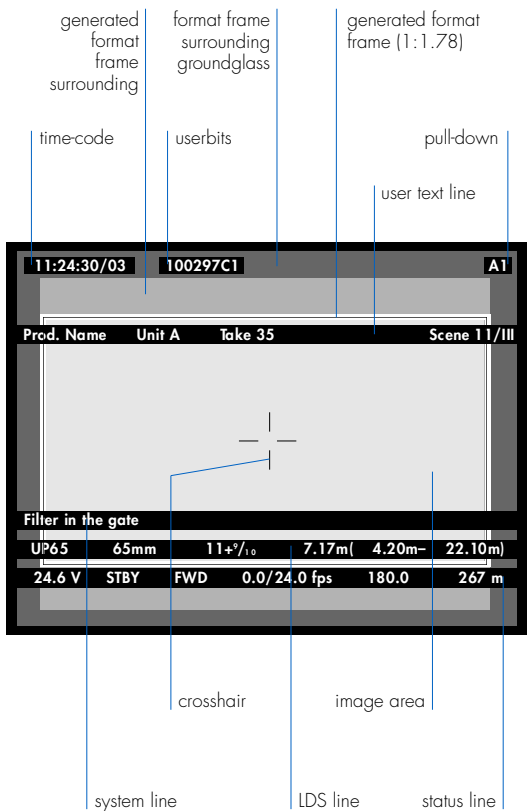 generated
format
frame
surrounding
format frame
surrounding
groundglass
generated format
frame (1:1.78)
time-code
userbits
pull-down
user text line
11:24:30/03 100297C1 A1
Prod. Name Unit A Take 35 Scene 11/III
Filter in the gate
UP65 65mm 11+9/10 7.17m( 4.20m– 22.10m)
24.6 V STBY FWD 0.0/24.0 fps 180.0 267 m
crosshair
image area
system line
LDS line
status line